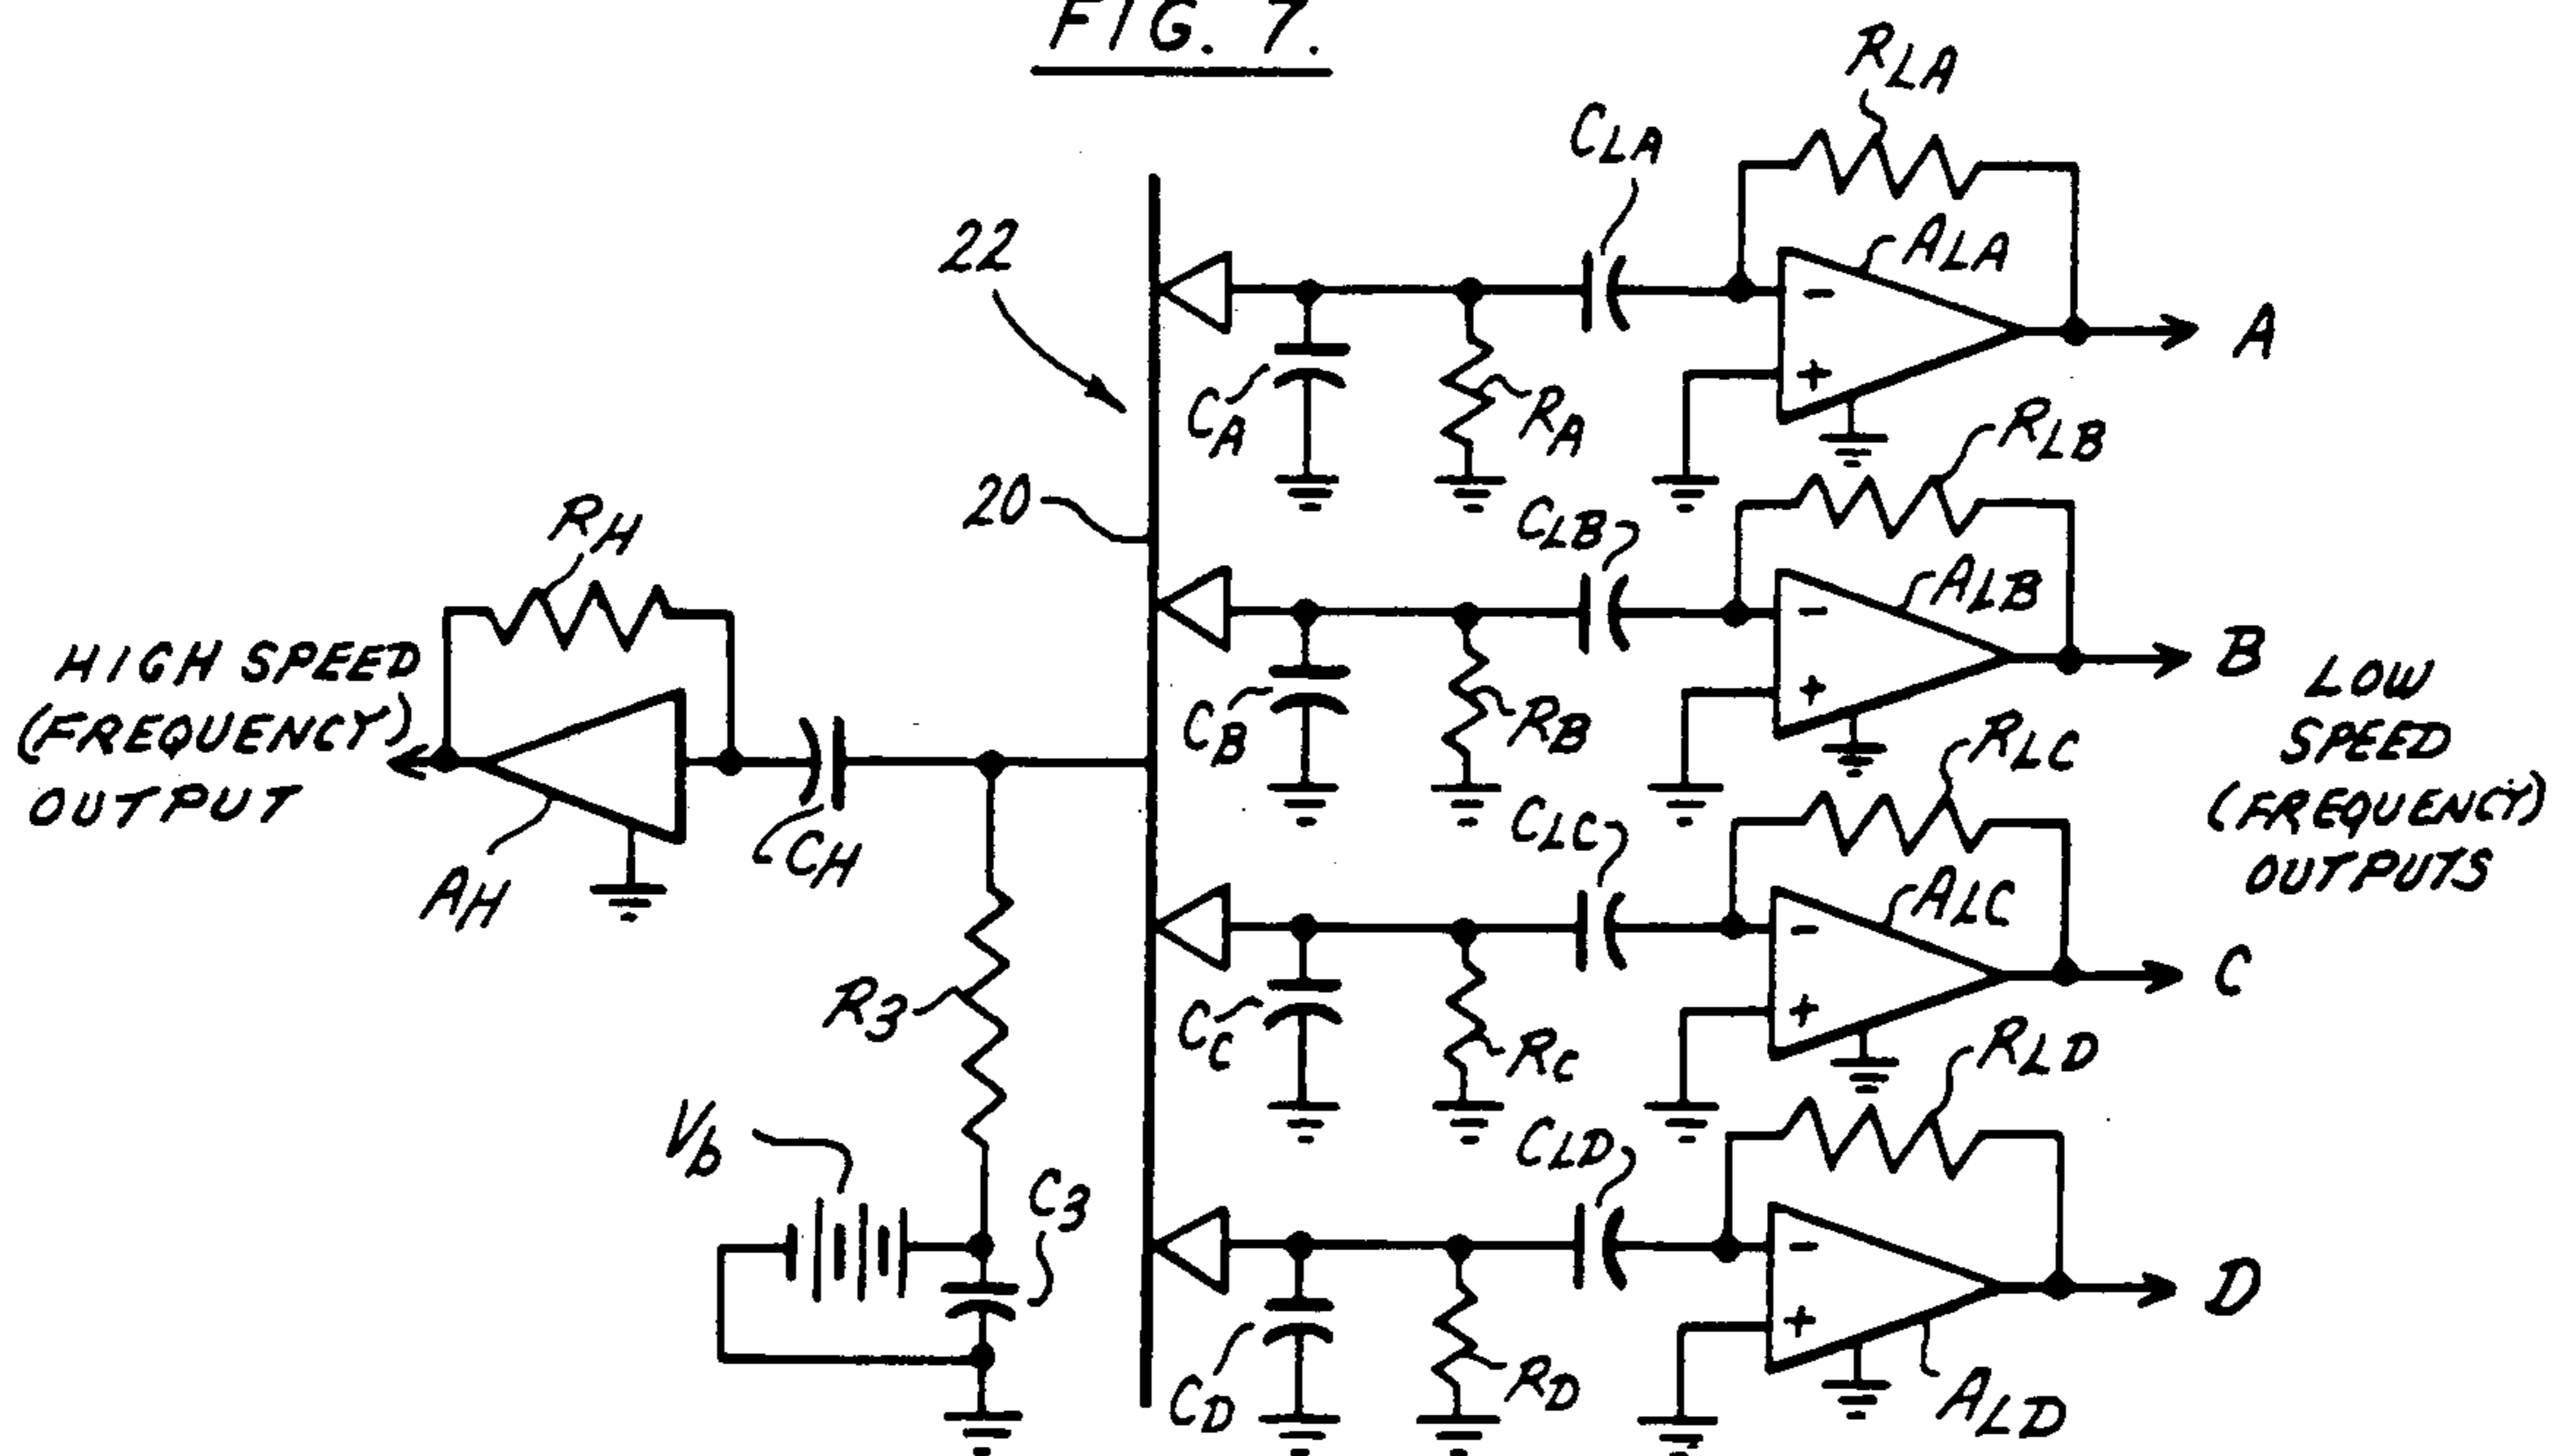 FIG. 7.
RLA
CLA
ALA
22
A
CA
RA
RLB
20
CLB
RH
ALB
B
HIGH SPEED
(FREQUENCY)
OUTPUT
CB
RB
LOW
SPEED
(FREQUENCY)
OUTPUTS
RLC
CLC
CH
AH
ALC
C
R3
CC
RC
RLD
Vb
C3
CLD
D
CD
RD
ALD
-
+
-
+
-
+
-
+